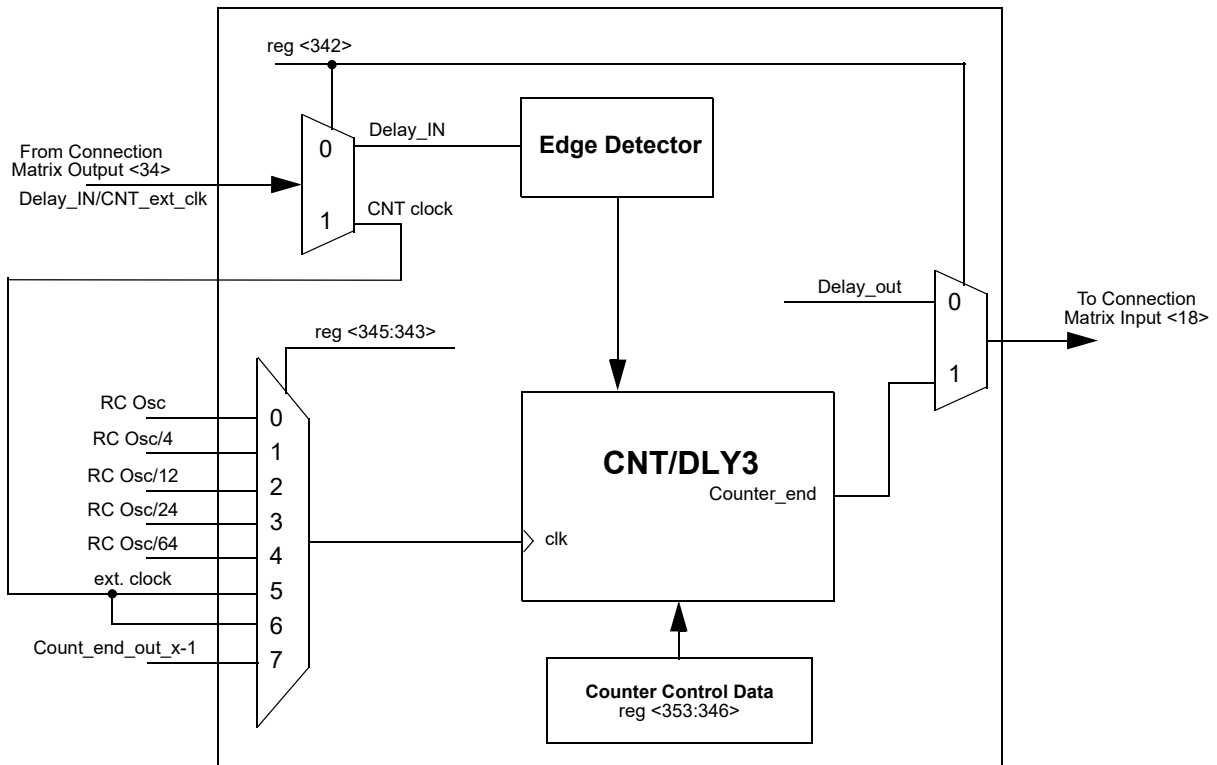 reg <342>
From Connection
Matrix Output <34>
Delay_IN/CNT_ext_clk
0
1
Delay_IN
CNT clock
Edge Detector
Delay_out
0
1
To Connection
Matrix Input <18>
reg <345:343>
RC Osc
RC Osc/4
RC Osc/12
RC Osc/24
RC Osc/64
ext. clock
Count_end_out_x-1
0
1
2
3
4
5
6
7
CNT/DLY3
Counter_end
clk
Counter Control Data
reg <353:346>